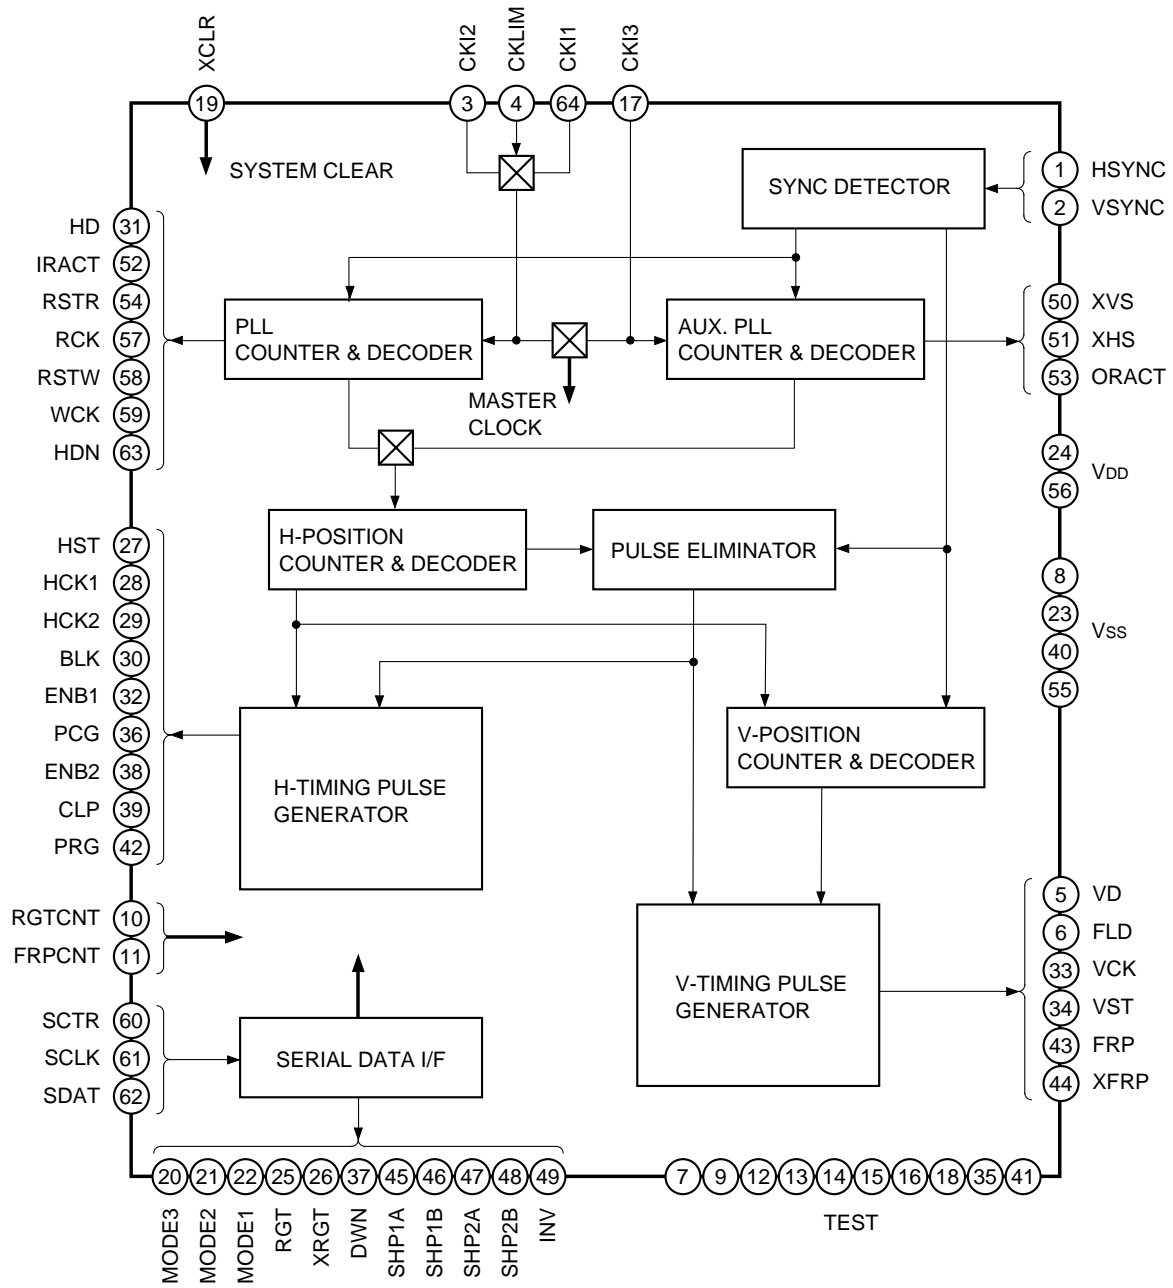 XCLR
CKI2
CKLIM
CKI1
CKI3
19
3
4
64
17
SYSTEM CLEAR
SYNC DETECTOR
1 HSYNC
2 VSYNC
HD 31
IRACT 52
RSTR 54
RCK 57
RSTW 58
WCK 59
HDN 63
PLL
COUNTER & DECODER
AUX. PLL
COUNTER & DECODER
50 XVS
51 XHS
53 ORACT
MASTER
CLOCK
24
56
VDD
H-POSITION
COUNTER & DECODER
PULSE ELIMINATOR
8
23
40
55
VSS
HST 27
HCK1 28
HCK2 29
BLK 30
ENB1 32
PCG 36
ENB2 38
CLP 39
PRG 42
H-TIMING PULSE
GENERATOR
V-POSITION
COUNTER & DECODER
RGTCNT 10
FRPCNT 11
V-TIMING PULSE
GENERATOR
5 VD
6 FLD
33 VCK
34 VST
43 FRP
44 XFRP
SCTR 60
SCLK 61
SDAT 62
SERIAL DATA I/F
20
21
22
25
26
37
45
46
47
48
49
MODE3
MODE2
MODE1
RGT
XRGT
DWN
SHP1A
SHP1B
SHP2A
SHP2B
INV
7
9
12
13
14
15
16
18
35
41
TEST